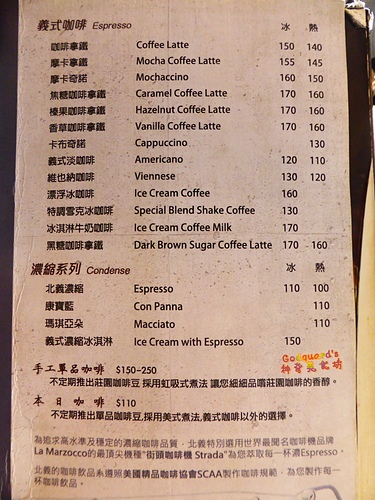 義式咖啡 Espresso 冰 熱
咖啡拿鐵 Coffee Latte 150 140
摩卡拿鐵 Mocha Coffee Latte 155 145
摩卡奇諾 Mochaccino 160 150
焦糖咖啡拿鐵 Caramel Coffee Latte 170 160
榛果咖啡拿鐵 Hazelnut Coffee Latte 170 160
香草咖啡拿鐵 Vanilla Coffee Latte 170 160
卡布奇諾 Cappuccino 130
義式淡咖啡 Americano 120 110
維也納咖啡 Viennese 130 120
漂浮冰咖啡 Ice Cream Coffee 160
特調雪克冰咖啡 Special Blend Shake Coffee 130
冰淇淋牛奶咖啡 Ice Cream Coffee Milk 170
黑糖咖啡拿鐵 Dark Brown Sugar Coffee Latte 170 160
濃縮系列 Condense 冰 熱
北義濃縮 Espresso 110 100
康寶藍 Con Panna 110
瑪琪亞朵 Macciato 110
義式濃縮冰淇淋 Ice Cream with Espresso 150
手工單品咖啡 $150~250
不定期推出莊園咖啡豆,採用虹吸式煮法 讓您細細品嚐莊園咖啡的香醇。
本日咖啡 $110
不定期推出單品咖啡豆,採用美式煮法,義式咖啡以外的選擇。
為追求高水準及穩定的濃縮咖啡品質,北義特別選用世界最聞名咖啡機品牌
La Marzocco的最頂尖機種"街頭咖啡機 Strada"為您萃取每一杯濃縮Espresso。
北義的咖啡飲品永遵照美國精品咖啡協會SCAA製作咖啡規範,為您製作每一
杯咖啡飲品。